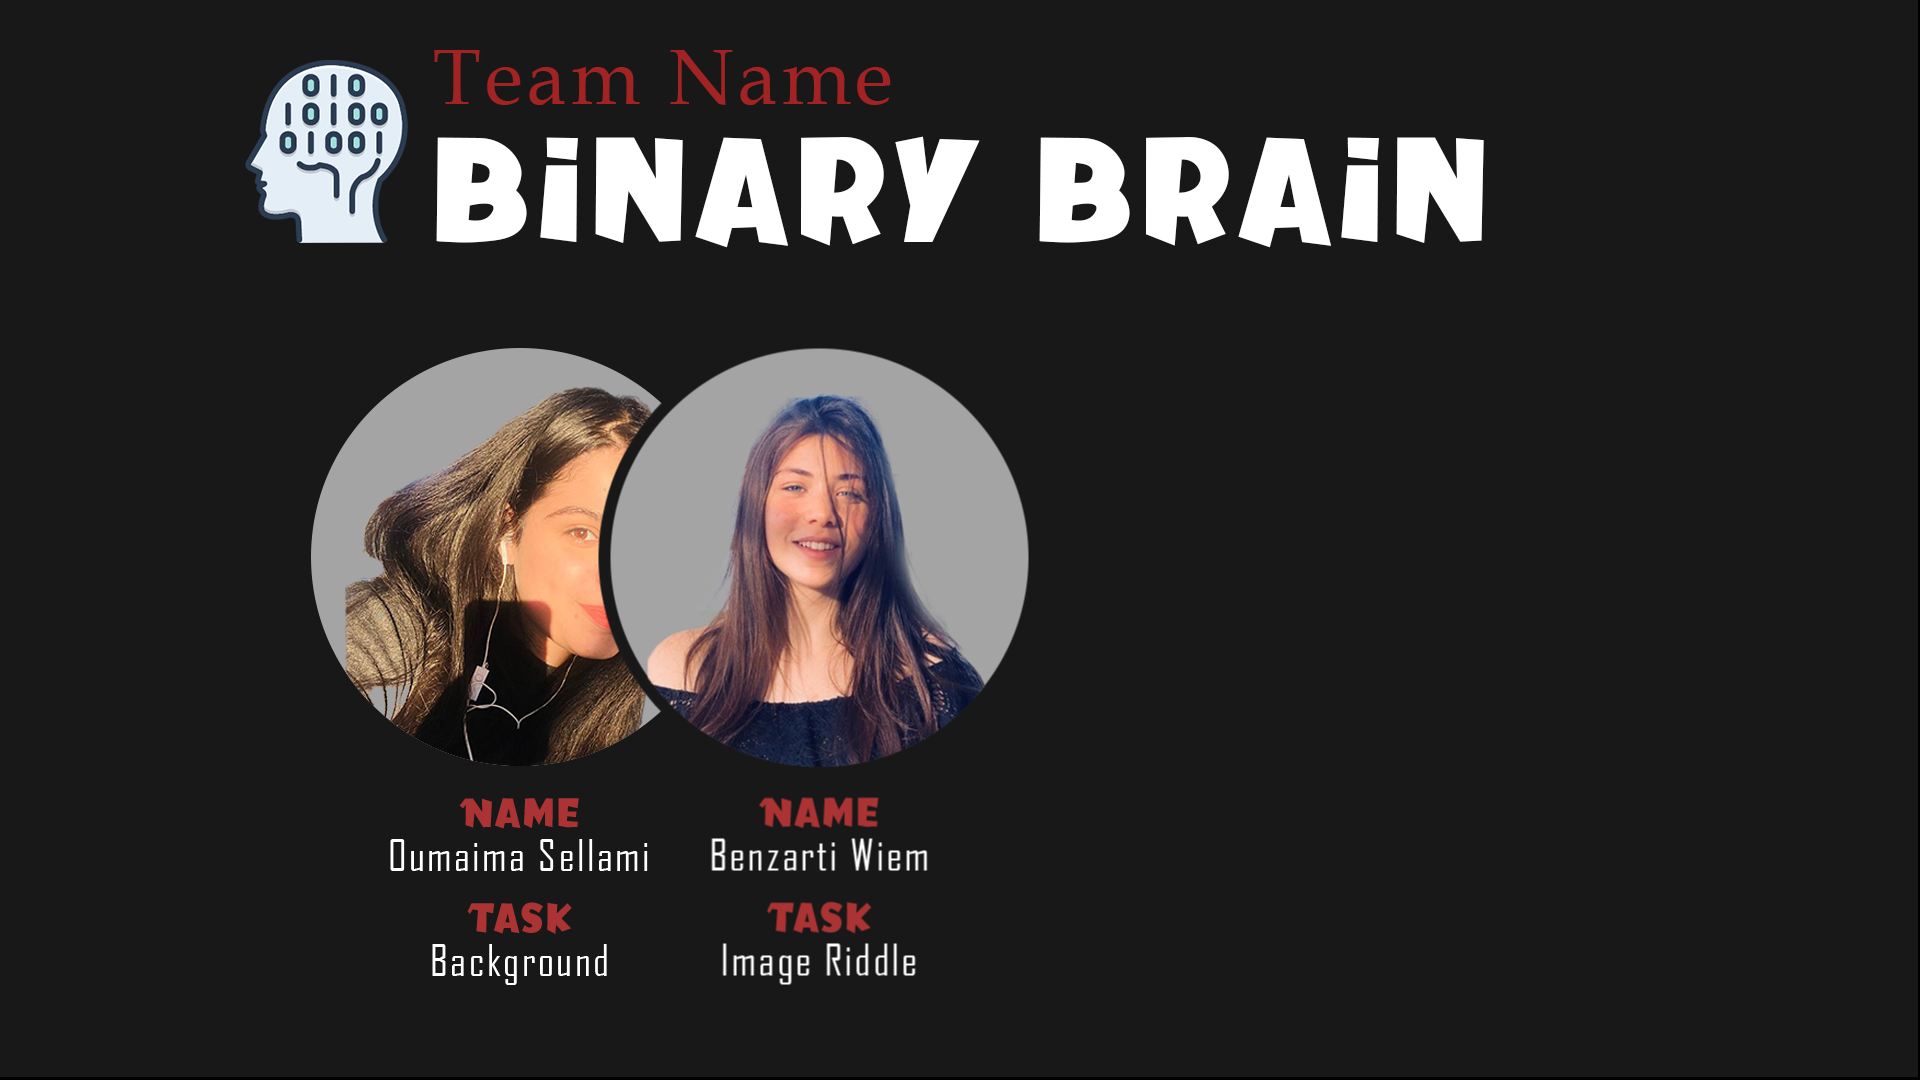 Team Name
BiNARY BRAiN
010
10100
01001
NAME
Oumaima Sellami
TASK
Background
NAME
Benzarti Wiem
TASK
Image Riddle